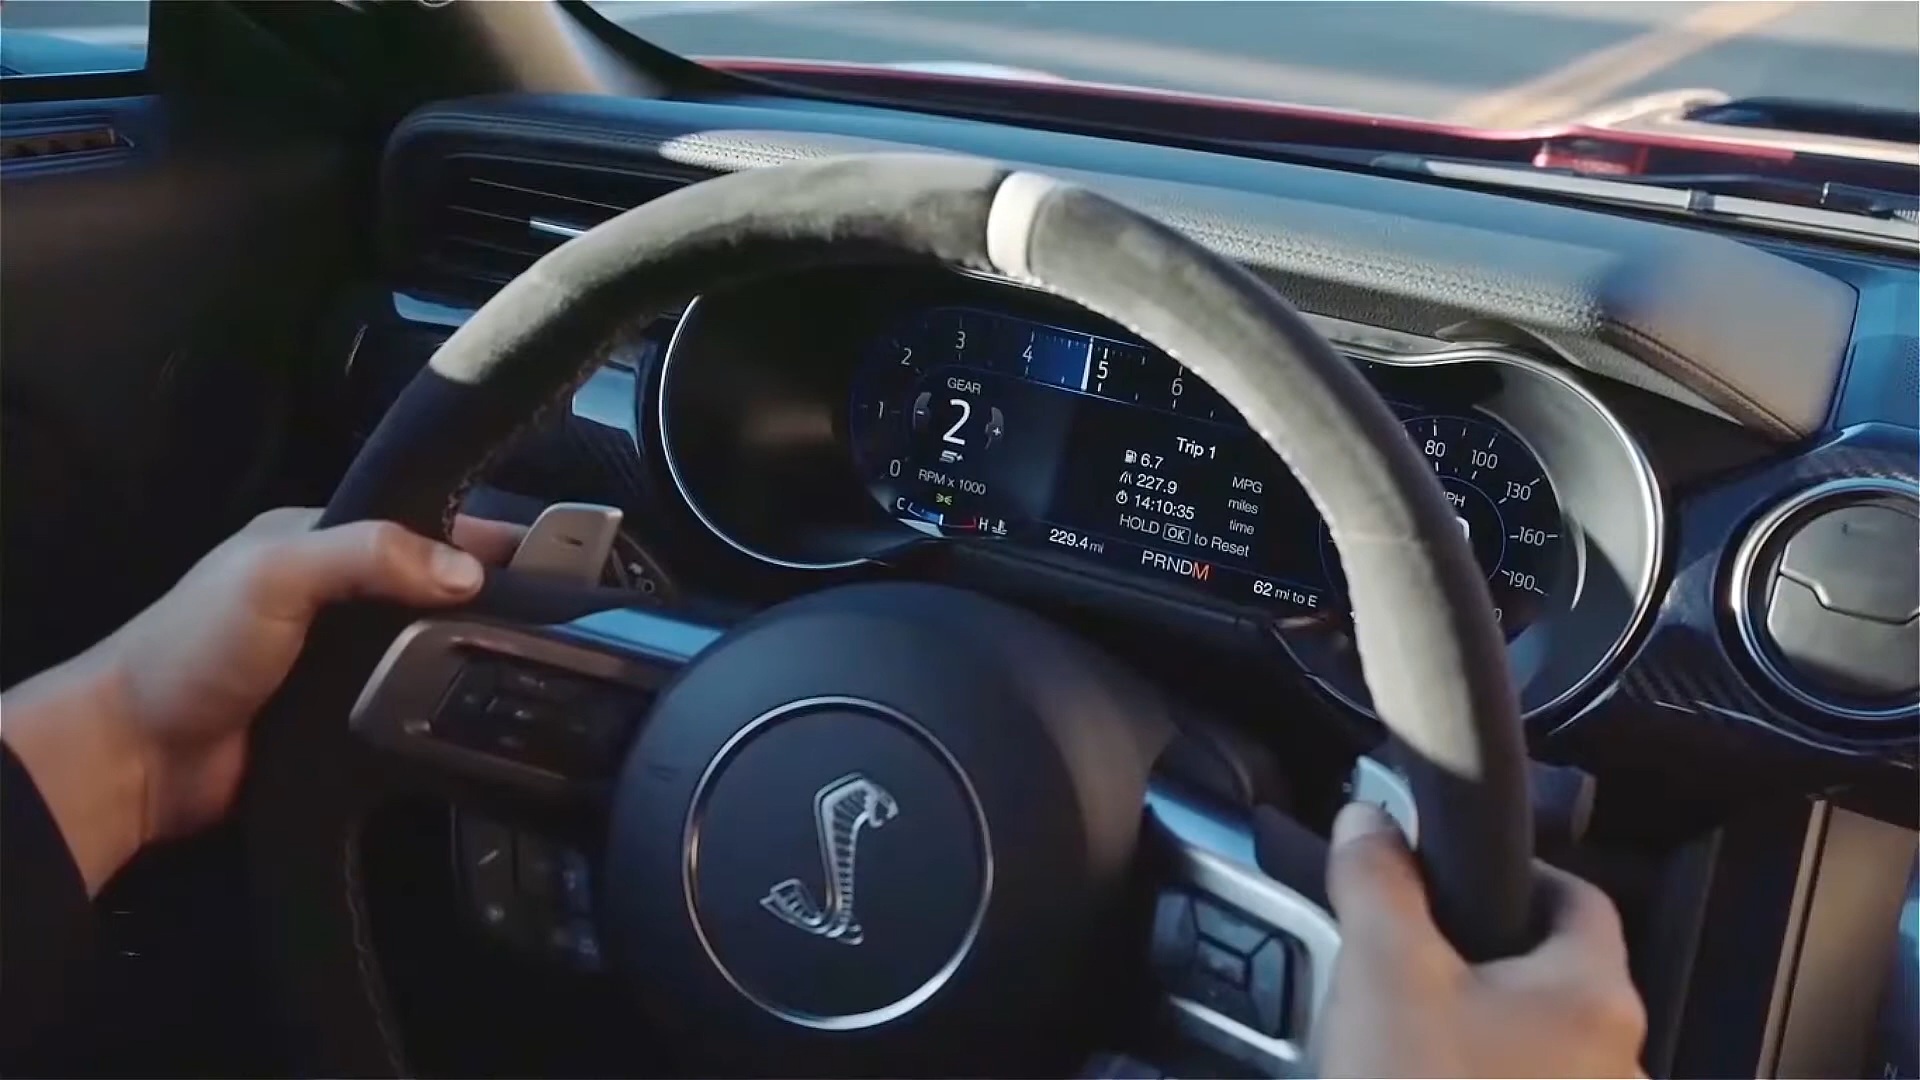 0
1
2
3
4
5
6
GEAR
2
S+
RPM x 1000
C H
- +
Trip 1
6.7 MPG
227.9 miles
14:10:35 time
HOLD OK to Reset
229.4 mi
PRNDM
62 mi to E
80
100
130
160
190